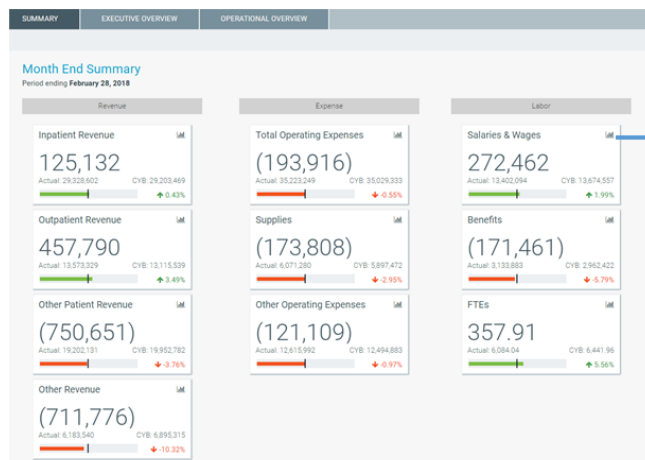 SUMMARY EXECUTIVE OVERVIEW OPERATIONAL OVERVIEW
Month End Summary
Period ending February 28, 2018
Revenue
Inpatient Revenue
125,132
Actual: 29,328,602 CYB: 29,203,469
0.43%
Outpatient Revenue
457,790
Actual: 13,573,329 CYB: 13,115,539
3.49%
Other Patient Revenue
(750,651)
Actual: 19,202,131 CYB: 19,952,782
-3.76%
Other Revenue
(711,776)
Actual: 6,183,540 CYB: 6,895,315
-10.32%
Expense
Total Operating Expenses
(193,916)
Actual: 35,223,249 CYB: 35,029,333
-0.55%
Supplies
(173,808)
Actual: 6,071,280 CYB: 5,897,472
-2.95%
Other Operating Expenses
(121,109)
Actual: 12,615,992 CYB: 12,494,883
-0.97%
Labor
Salaries & Wages
272,462
Actual: 13,402,094 CYB: 13,674,557
1.99%
Benefits
(171,461)
Actual: 3,133,883 CYB: 2,962,422
-5.79%
FTEs
357.91
Actual: 6,084.04 CYB: 6,441.96
5.56%